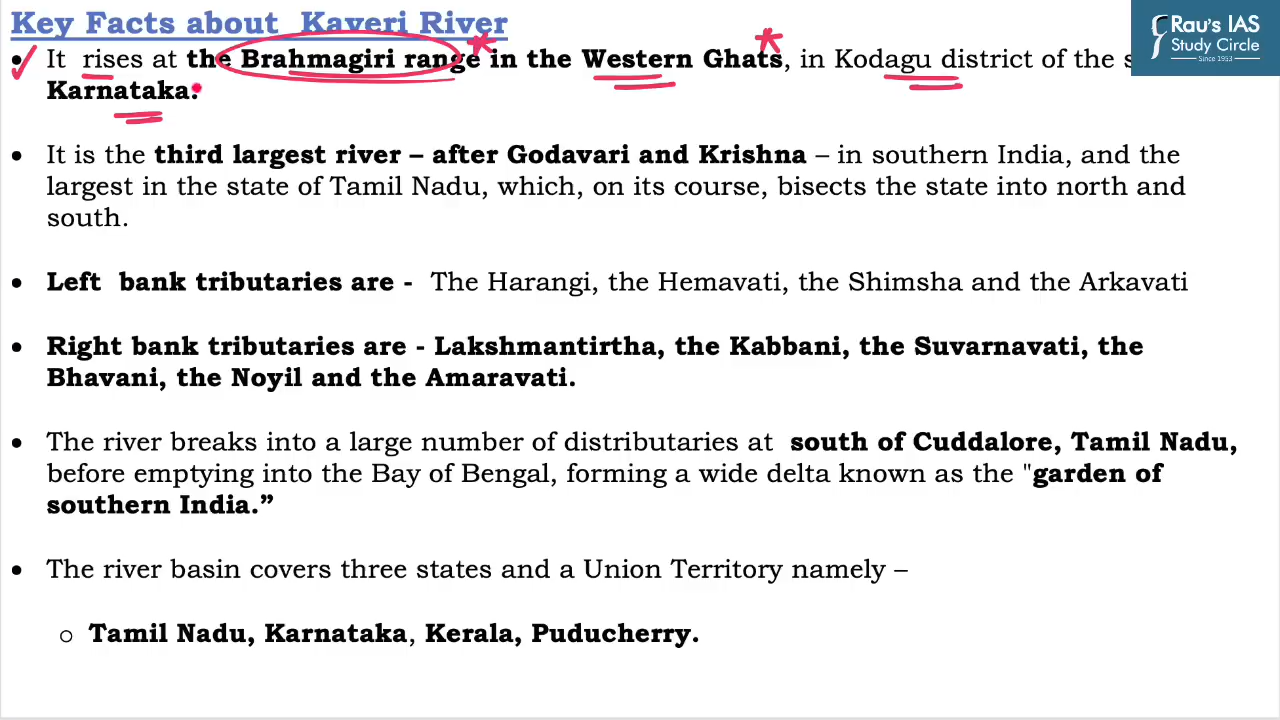 Key Facts about Kaveri River
• It rises at the Brahmagiri range in the Western Ghats, in Kodagu district of the
Karnataka.
• It is the third largest river – after Godavari and Krishna – in southern India, and the
largest in the state of Tamil Nadu, which, on its course, bisects the state into north and
south.
• Left bank tributaries are - The Harangi, the Hemavati, the Shimsha and the Arkavati
• Right bank tributaries are - Lakshmantirtha, the Kabbani, the Suvarnavati, the
Bhavani, the Noyil and the Amaravati.
• The river breaks into a large number of distributaries at south of Cuddalore, Tamil Nadu,
before emptying into the Bay of Bengal, forming a wide delta known as the "garden of
southern India.”
• The river basin covers three states and a Union Territory namely –
o Tamil Nadu, Karnataka, Kerala, Puducherry.
Rau's IAS
Study Circle
Since 1953